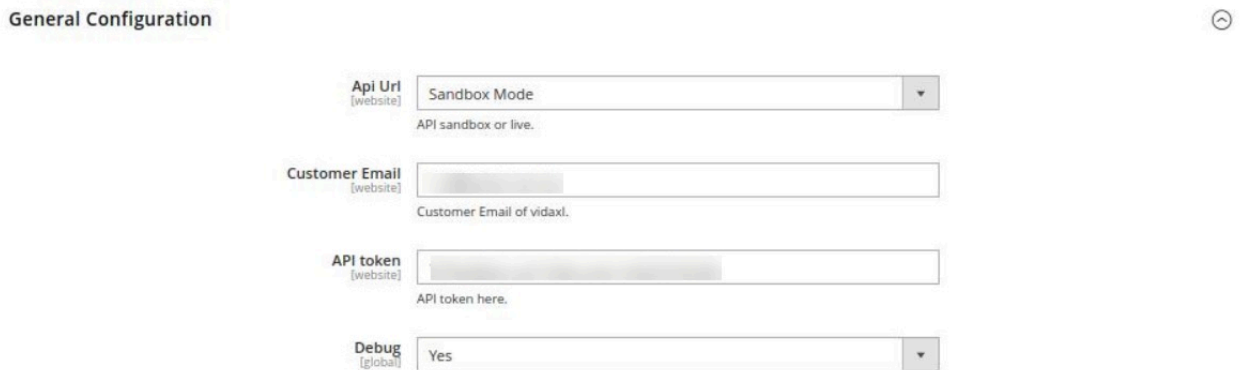 General Configuration
Api Url
[website]
Sandbox Mode
API sandbox or live.
Customer Email
[website]
Customer Email of vidaxl.
API token
[website]
API token here.
Debug
[global]
Yes